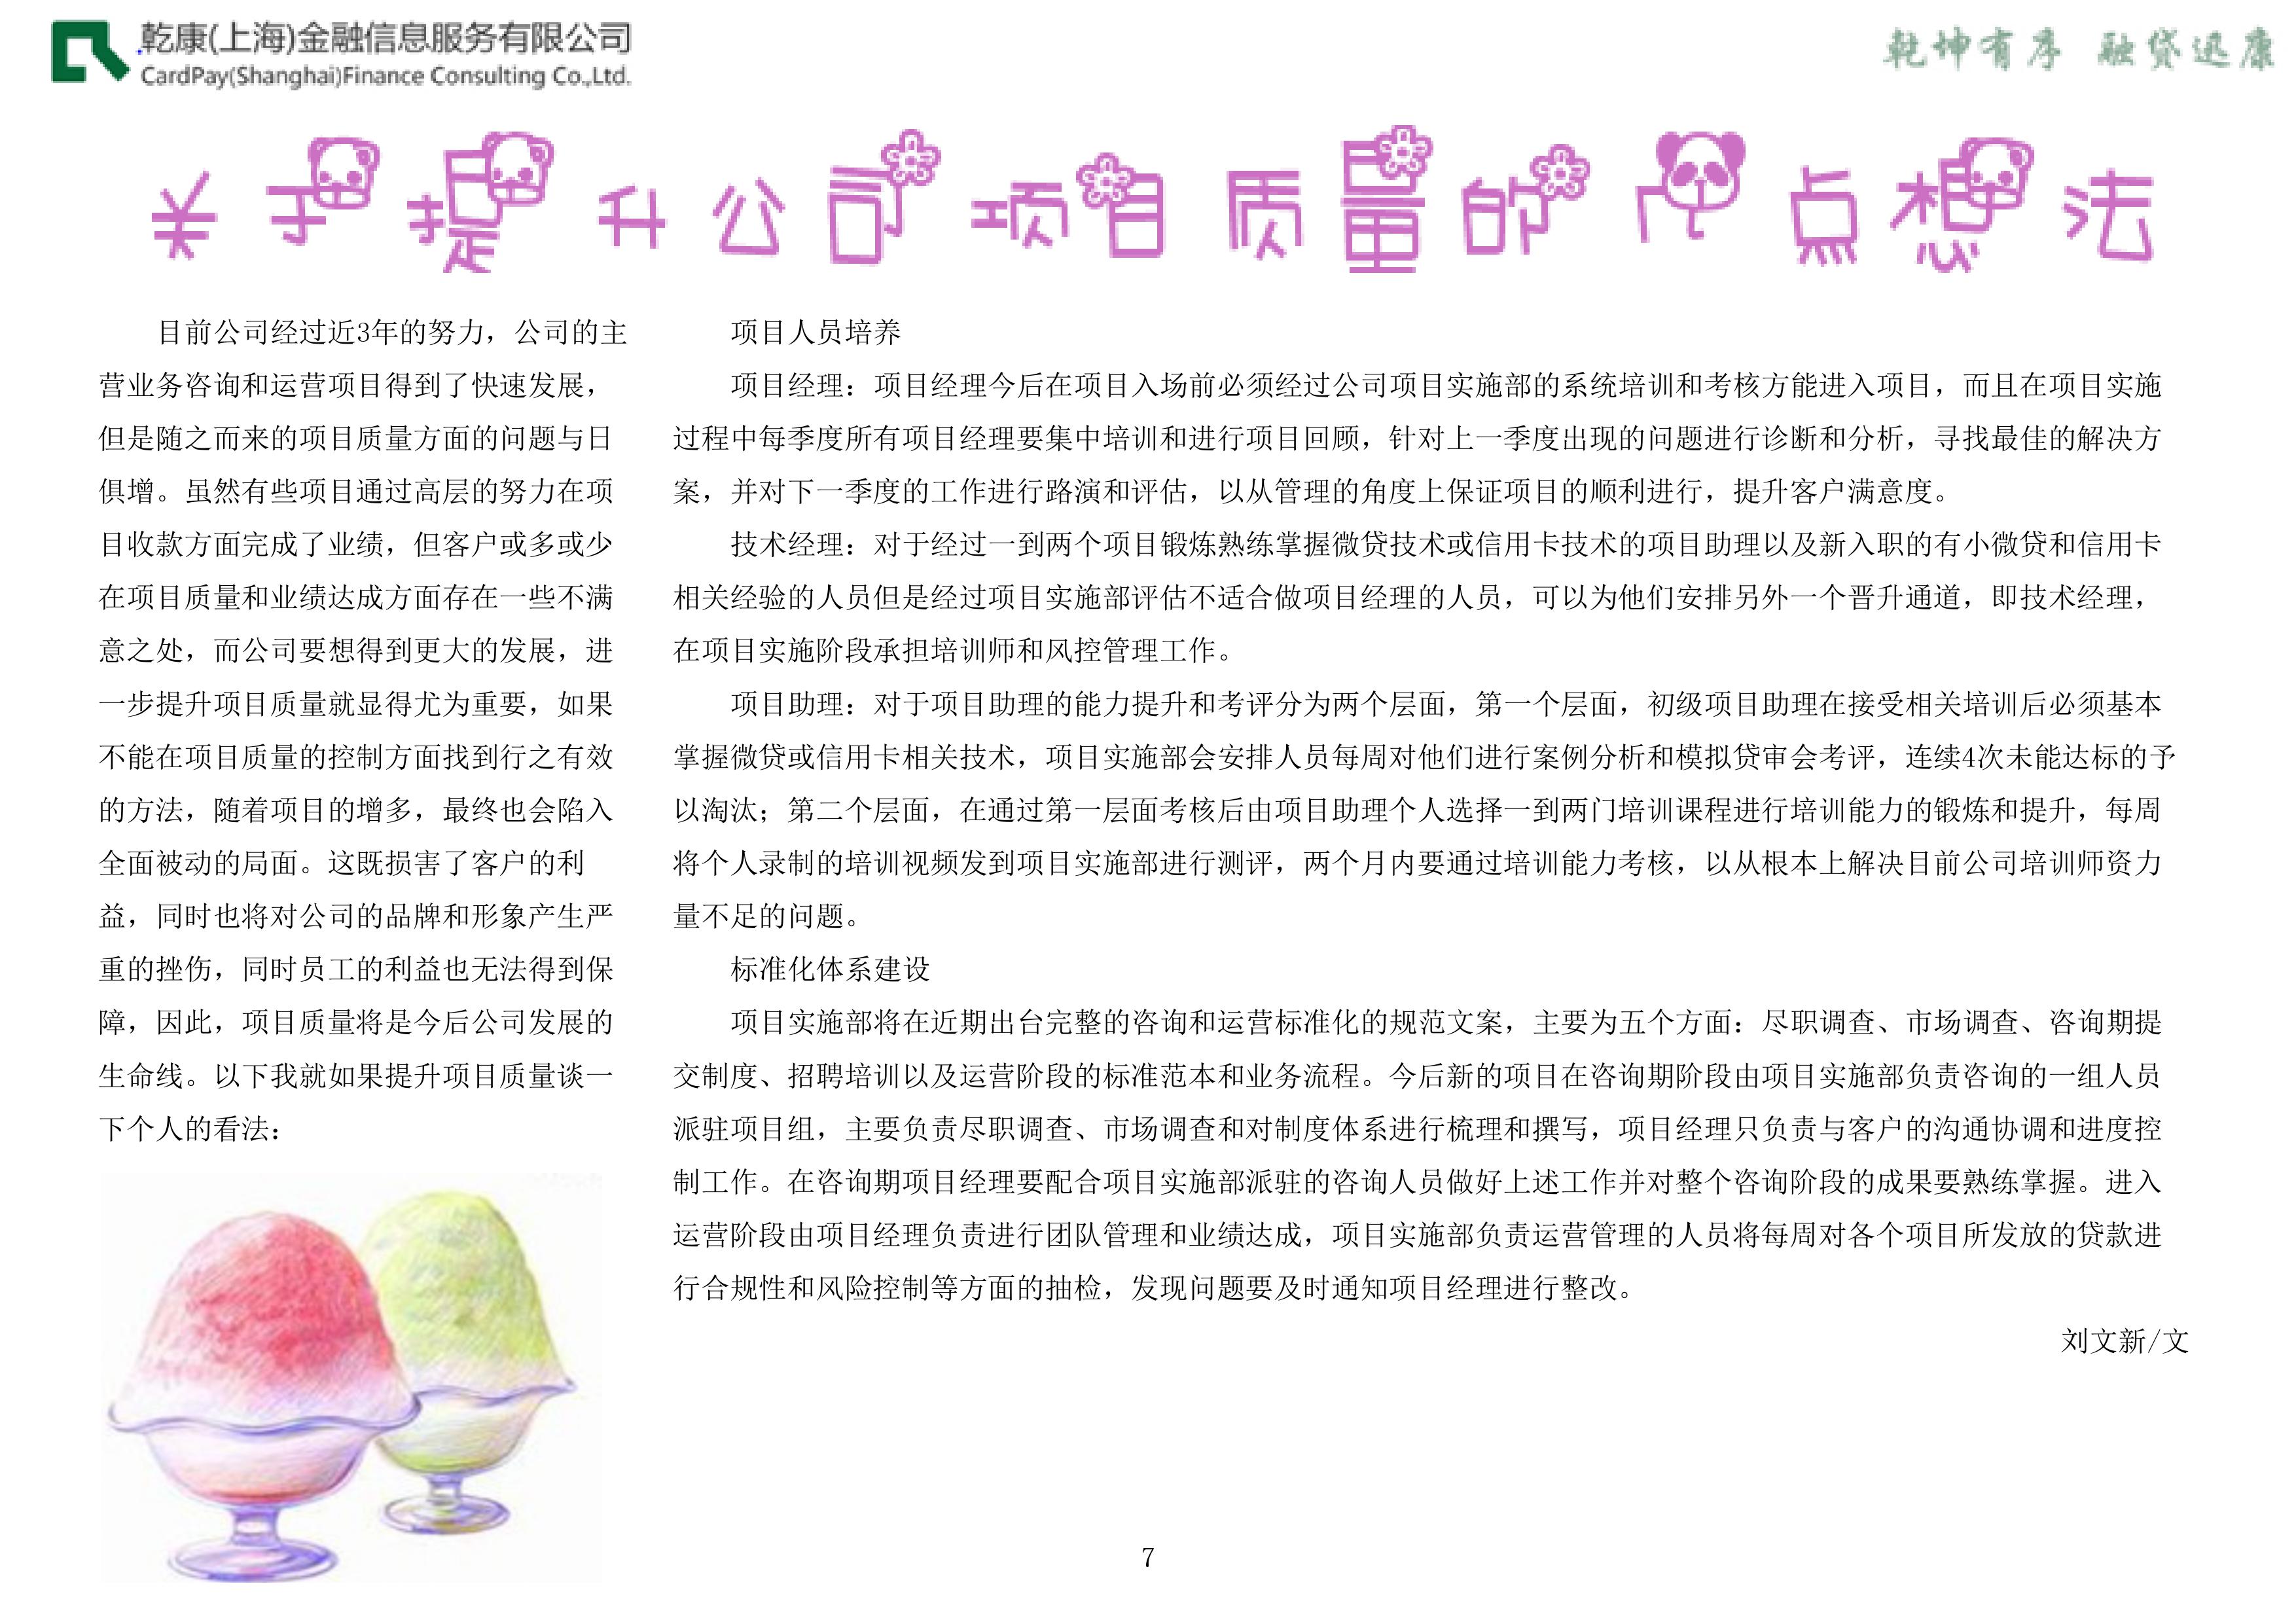 乾康(上海)金融信息服务有限公司
CardPay(Shanghai)Finance Consulting Co.,Ltd.
乾坤有序 融贷迅康
关于提升公司项目质量的几点想法
目前公司经过近3年的努力，公司的主
营业务咨询和运营项目得到了快速发展，
但是随之而来的项目质量方面的问题与日
俱增。虽然有些项目通过高层的努力在项
目收款方面完成了业绩，但客户或多或少
在项目质量和业绩达成方面存在一些不满
意之处，而公司要想得到更大的发展，进
一步提升项目质量就显得尤为重要，如果
不能在项目质量的控制方面找到行之有效
的方法，随着项目的增多，最终也会陷入
全面被动的局面。这既损害了客户的利
益，同时也将对公司的品牌和形象产生严
重的挫伤，同时员工的利益也无法得到保
障，因此，项目质量将是今后公司发展的
生命线。以下我就如果提升项目质量谈一
下个人的看法：
项目人员培养
项目经理：项目经理今后在项目入场前必须经过公司项目实施部的系统培训和考核方能进入项目，而且在项目实施
过程中每季度所有项目经理要集中培训和进行项目回顾，针对上一季度出现的问题进行诊断和分析，寻找最佳的解决方
案，并对下一季度的工作进行路演和评估，以从管理的角度上保证项目的顺利进行，提升客户满意度。
技术经理：对于经过一到两个项目锻炼熟练掌握微贷技术或信用卡技术的项目助理以及新入职的有小微贷和信用卡
相关经验的人员但是经过项目实施部评估不适合做项目经理的人员，可以为他们安排另外一个晋升通道，即技术经理，
在项目实施阶段承担培训师和风控管理工作。
项目助理：对于项目助理的能力提升和考评分为两个层面，第一个层面，初级项目助理在接受相关培训后必须基本
掌握微贷或信用卡相关技术，项目实施部会安排人员每周对他们进行案例分析和模拟贷审会考评，连续4次未能达标的予
以淘汰；第二个层面，在通过第一层面考核后由项目助理个人选择一到两门培训课程进行培训能力的锻炼和提升，每周
将个人录制的培训视频发到项目实施部进行测评，两个月内要通过培训能力考核，以从根本上解决目前公司培训师资力
量不足的问题。
标准化体系建设
项目实施部将在近期出台完整的咨询和运营标准化的规范文案，主要为五个方面：尽职调查、市场调查、咨询期提
交制度、招聘培训以及运营阶段的标准范本和业务流程。今后新的项目在咨询期阶段由项目实施部负责咨询的一组人员
派驻项目组，主要负责尽职调查、市场调查和对制度体系进行梳理和撰写，项目经理只负责与客户的沟通协调和进度控
制工作。在咨询期项目经理要配合项目实施部派驻的咨询人员做好上述工作并对整个咨询阶段的成果要熟练掌握。进入
运营阶段由项目经理负责进行团队管理和业绩达成，项目实施部负责运营管理的人员将每周对各个项目所发放的贷款进
行合规性和风险控制等方面的抽检，发现问题要及时通知项目经理进行整改。
刘文新/文
7